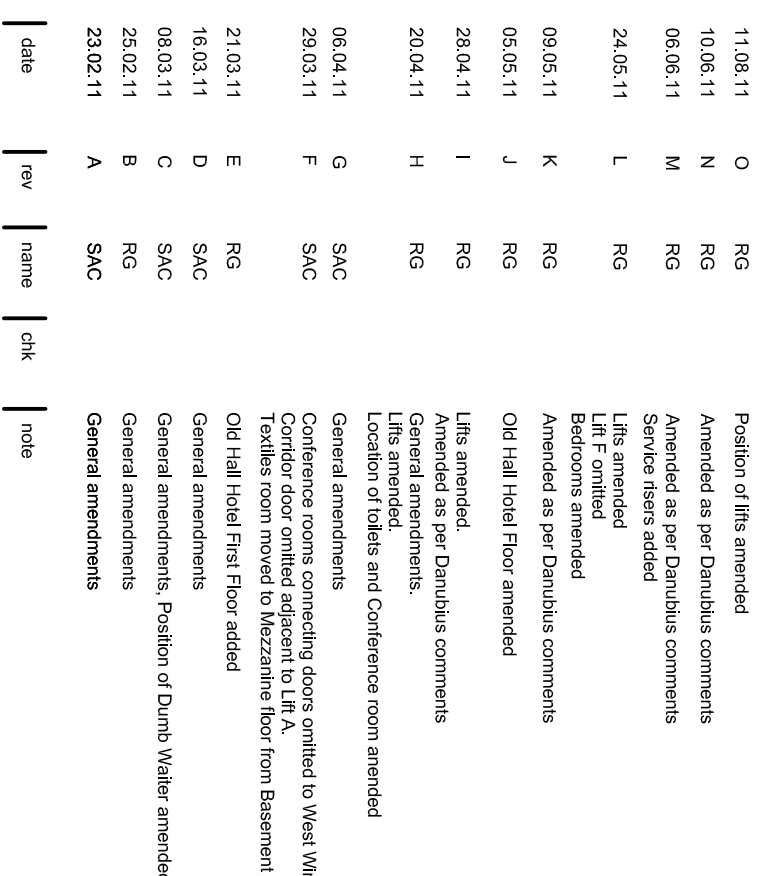 11.08.11 O RG Position of lifts amended
10.06.11 N RG Amended as per Danubius comments
06.06.11 M RG Amended as per Danubius comments
Service risers added
24.05.11 L RG Lifts amended
Lift F omitted
Bedrooms amended
09.05.11 K RG Amended as per Danubius comments
05.05.11 J RG Old Hall Hotel Floor amended
28.04.11 I RG Lifts amended.
Amended as per Danubius comments
20.04.11 H RG General amendments.
Lifts amended.
Location of toilets and Conference room anended
06.04.11 G SAC General amendments
29.03.11 F SAC Conference rooms connecting doors omitted to West
Corridor door omitted adjacent to Lift A.
Textiles room moved to Mezzanine floor from Basement
21.03.11 E RG Old Hall Hotel First Floor added
16.03.11 D SAC General amendments
08.03.11 C SAC General amendments, Position of Dumb Waiter amended
25.02.11 B RG General amendments
23.02.11 A SAC General amendments
date rev name chk note